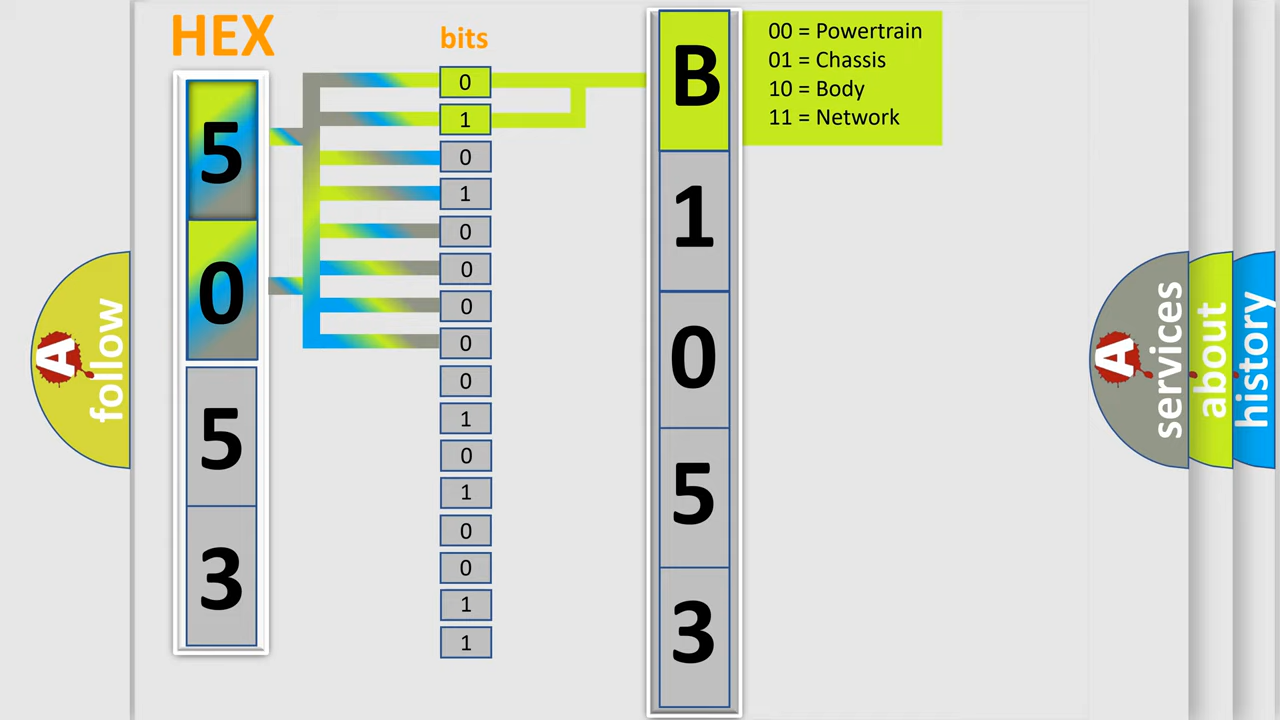 HEX
bits
5
0
5
3
0
1
0
1
0
0
0
0
0
1
0
1
0
0
1
1
B
1
0
5
3
00 = Powertrain
01 = Chassis
10 = Body
11 = Network
A
follow
A
services
about
history